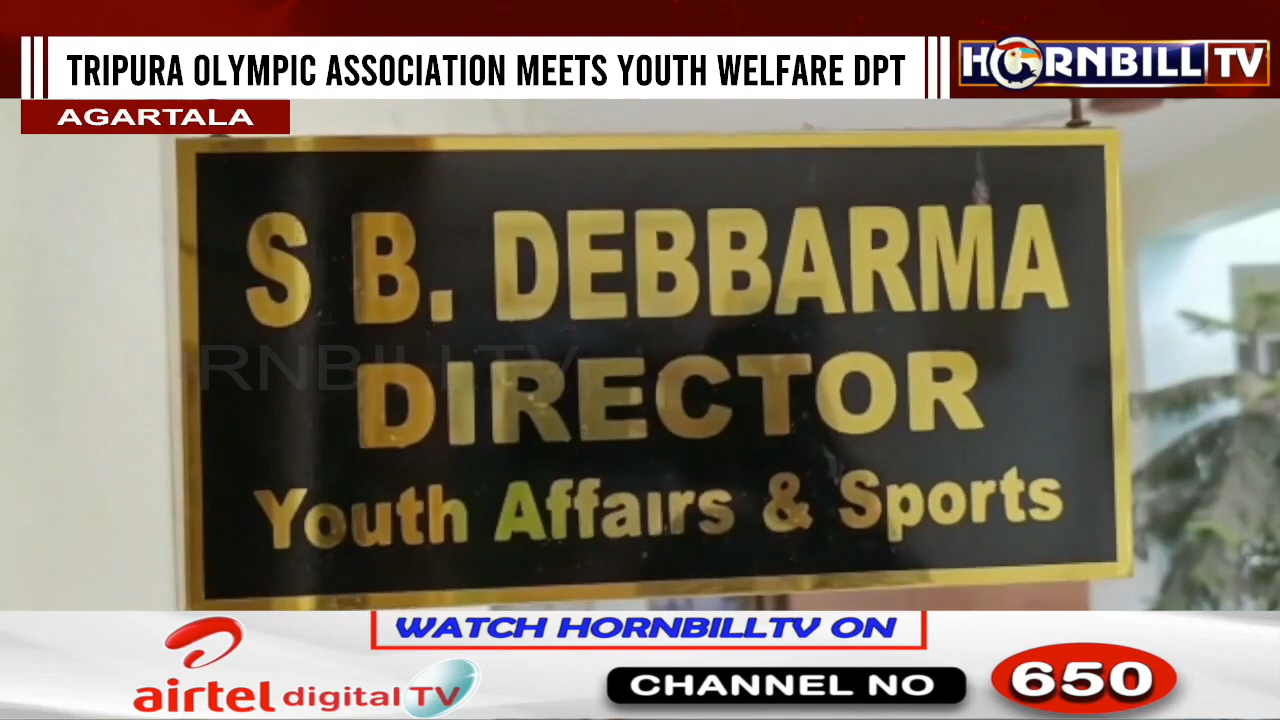 TRIPURA OLYMPIC ASSOCIATION MEETS YOUTH WELFARE DPT
HORNBILL TV
AGARTALA
S B. DEBBARMA
DIRECTOR
RNBILLTV
Youth Affairs & Sports
WATCH HORNBILLTV ON
airtel digital TV
CHANNEL NO
650